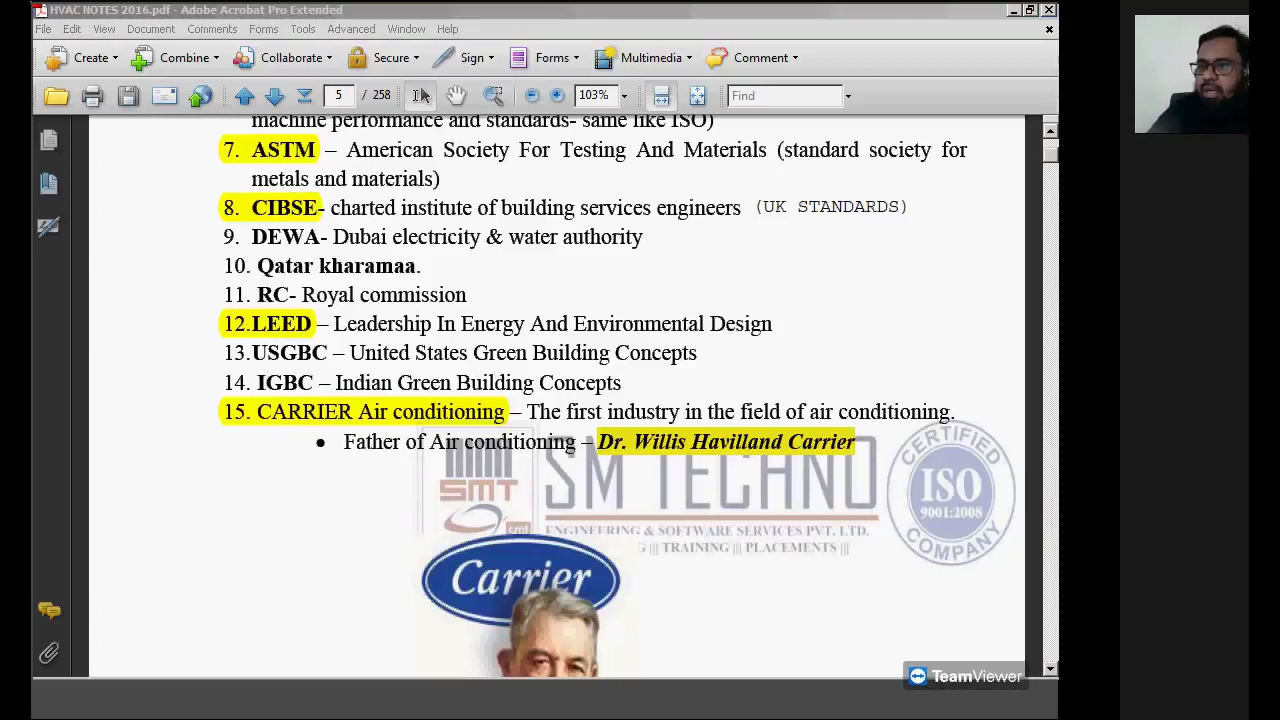 HVAC NOTES 2016.pdf - Adobe Acrobat Pro Extended
File Edit View Document Comments Forms Tools Advanced Window Help
Create Combine Collaborate Secure Sign Forms Multimedia Comment
5 / 258 103% Find
machine performance and standards- same like ISO)
7. ASTM – American Society For Testing And Materials (standard society for
metals and materials)
8. CIBSE- charted institute of building services engineers (UK STANDARDS)
9. DEWA- Dubai electricity & water authority
10. Qatar kharamaa.
11. RC- Royal commission
12.LEED – Leadership In Energy And Environmental Design
13.USGBC – United States Green Building Concepts
14. IGBC – Indian Green Building Concepts
15. CARRIER Air conditioning – The first industry in the field of air conditioning.
• Father of Air conditioning – Dr. Willis Havilland Carrier
SMT
smt
SM TECHNO
ENGINEERING & SOFTWARE SERVICES PVT. LTD.
G ||| TRAINING ||| PLACEMENTS |||
CERTIFIED
ISO
9001:2008
COMPANY
Carrier
TeamViewer